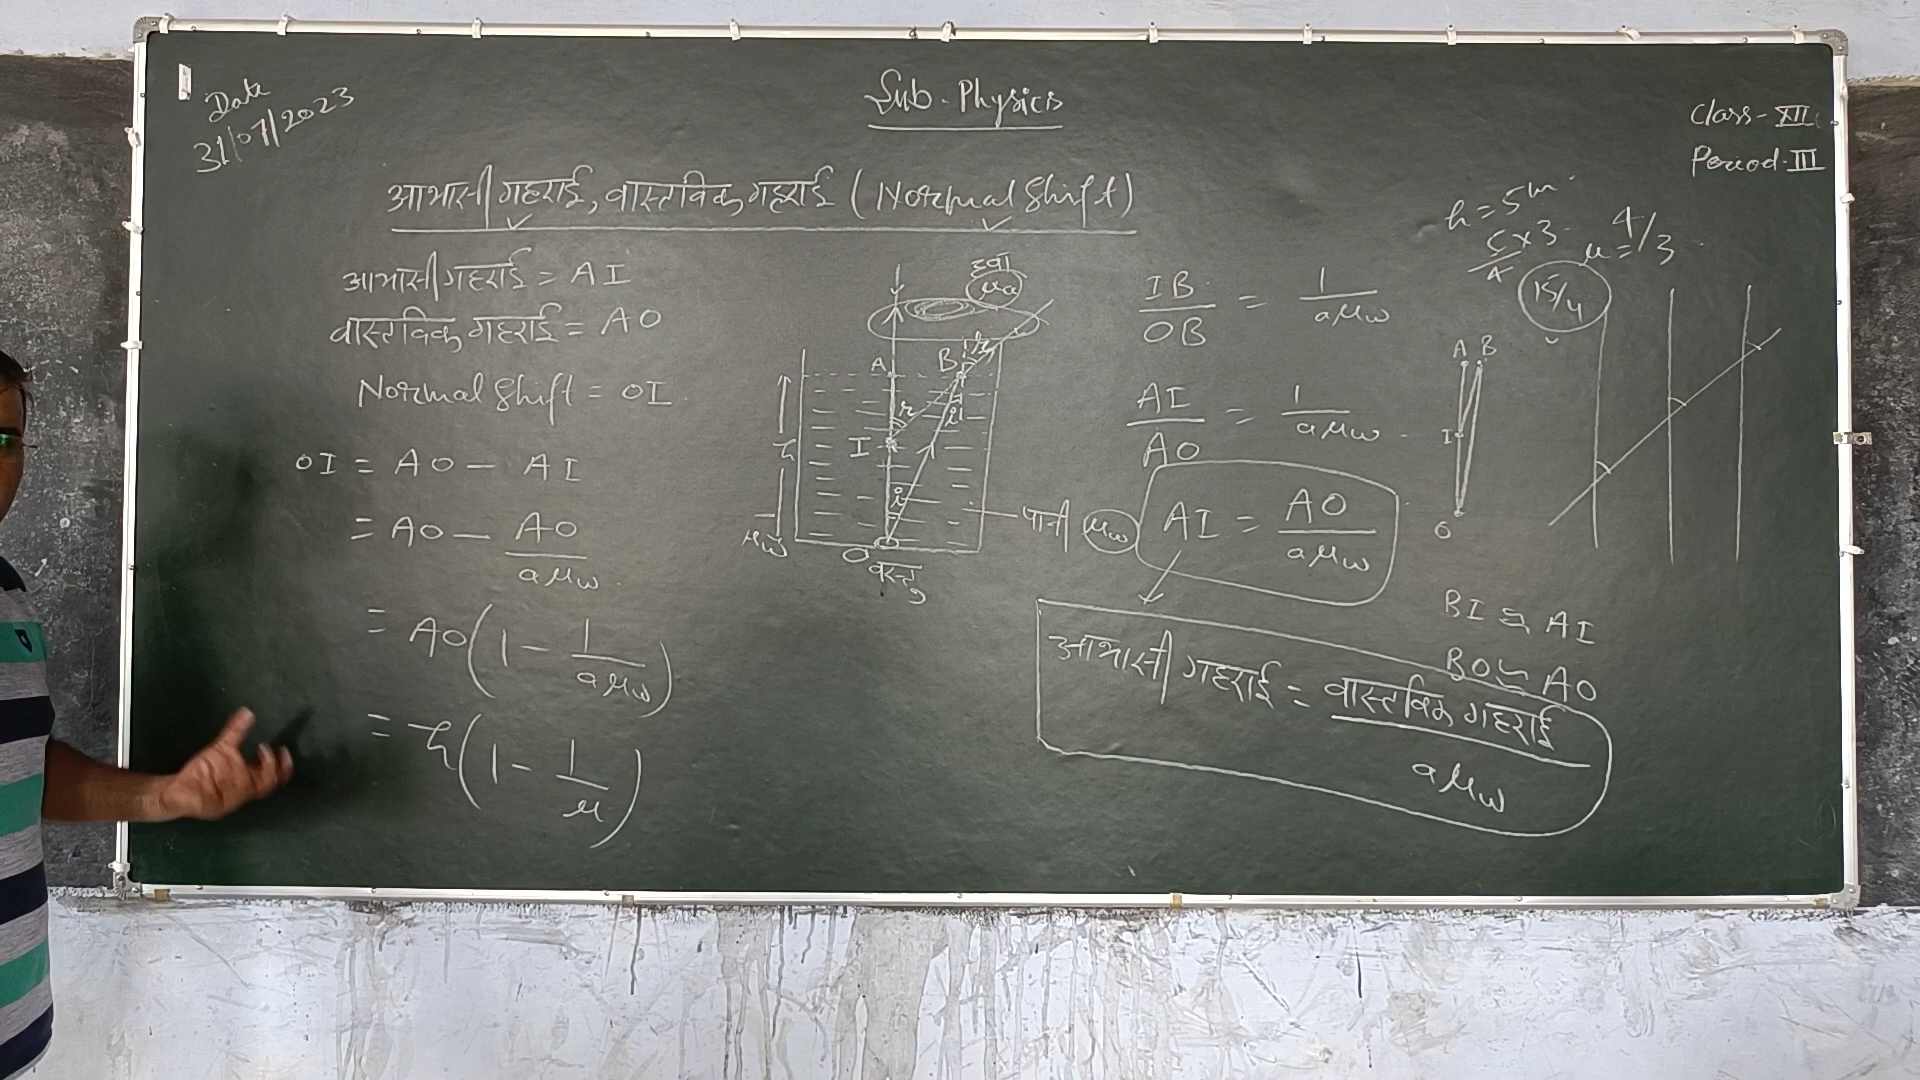 Date
31/07/2023
Sub-Physics
Class-XII
Period-III
आभासी गहराई, वास्तविक गहराई (Normal Shift)
आभासी गहराई = AI
वास्तविक गहराई = AO
Normal Shift = OI
OI = AO - AI
= AO - AO/aμw
= AO(1 - 1/aμw)
= h(1 - 1/μ)
हवा
μa
A
B
r
r
i
I
i
h
O
वस्तु
पानी μw
IB/OB = 1/aμw
AI/AO = 1/aμw
AI = AO/aμw
आभासी गहराई = वास्तविक गहराई/aμw
h = 5m
5×3/4
μ = 4/3
15/4
A B
I
O
BI ≈ AI
BO ≈ AO